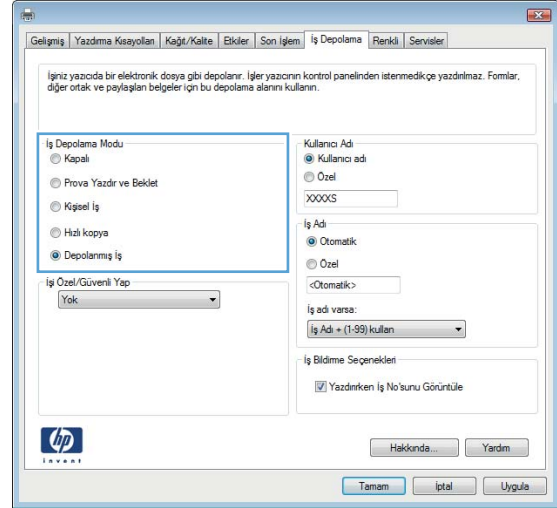 Gelişmiş Yazdırma Kısayolları Kağıt/Kalite Etkiler Son İşlem İş Depolama Renkli Servisler
İşiniz yazıcıda bir elektronik dosya gibi depolanır. İşler yazıcının kontrol panelinden istenmedikçe yazdırılmaz. Formlar,
diğer ortak ve paylaşılan belgeler için bu depolama alanını kullanın.
İş Depolama Modu
Kapalı
Prova Yazdır ve Beklet
Kişisel İş
Hızlı kopya
Depolanmış İş
İşi Özel/Güvenli Yap
Yok
Kullanıcı Adı
Kullanıcı adı
Özel
XXXXS
İş Adı
Otomatik
Özel
<Otomatik>
İş adı varsa:
İş Adı + (1-99) kullan
İş Bildirme Seçenekleri
Yazdırırken İş No'sunu Görüntüle
hp
invent
Hakkında... Yardım
Tamam İptal Uygula